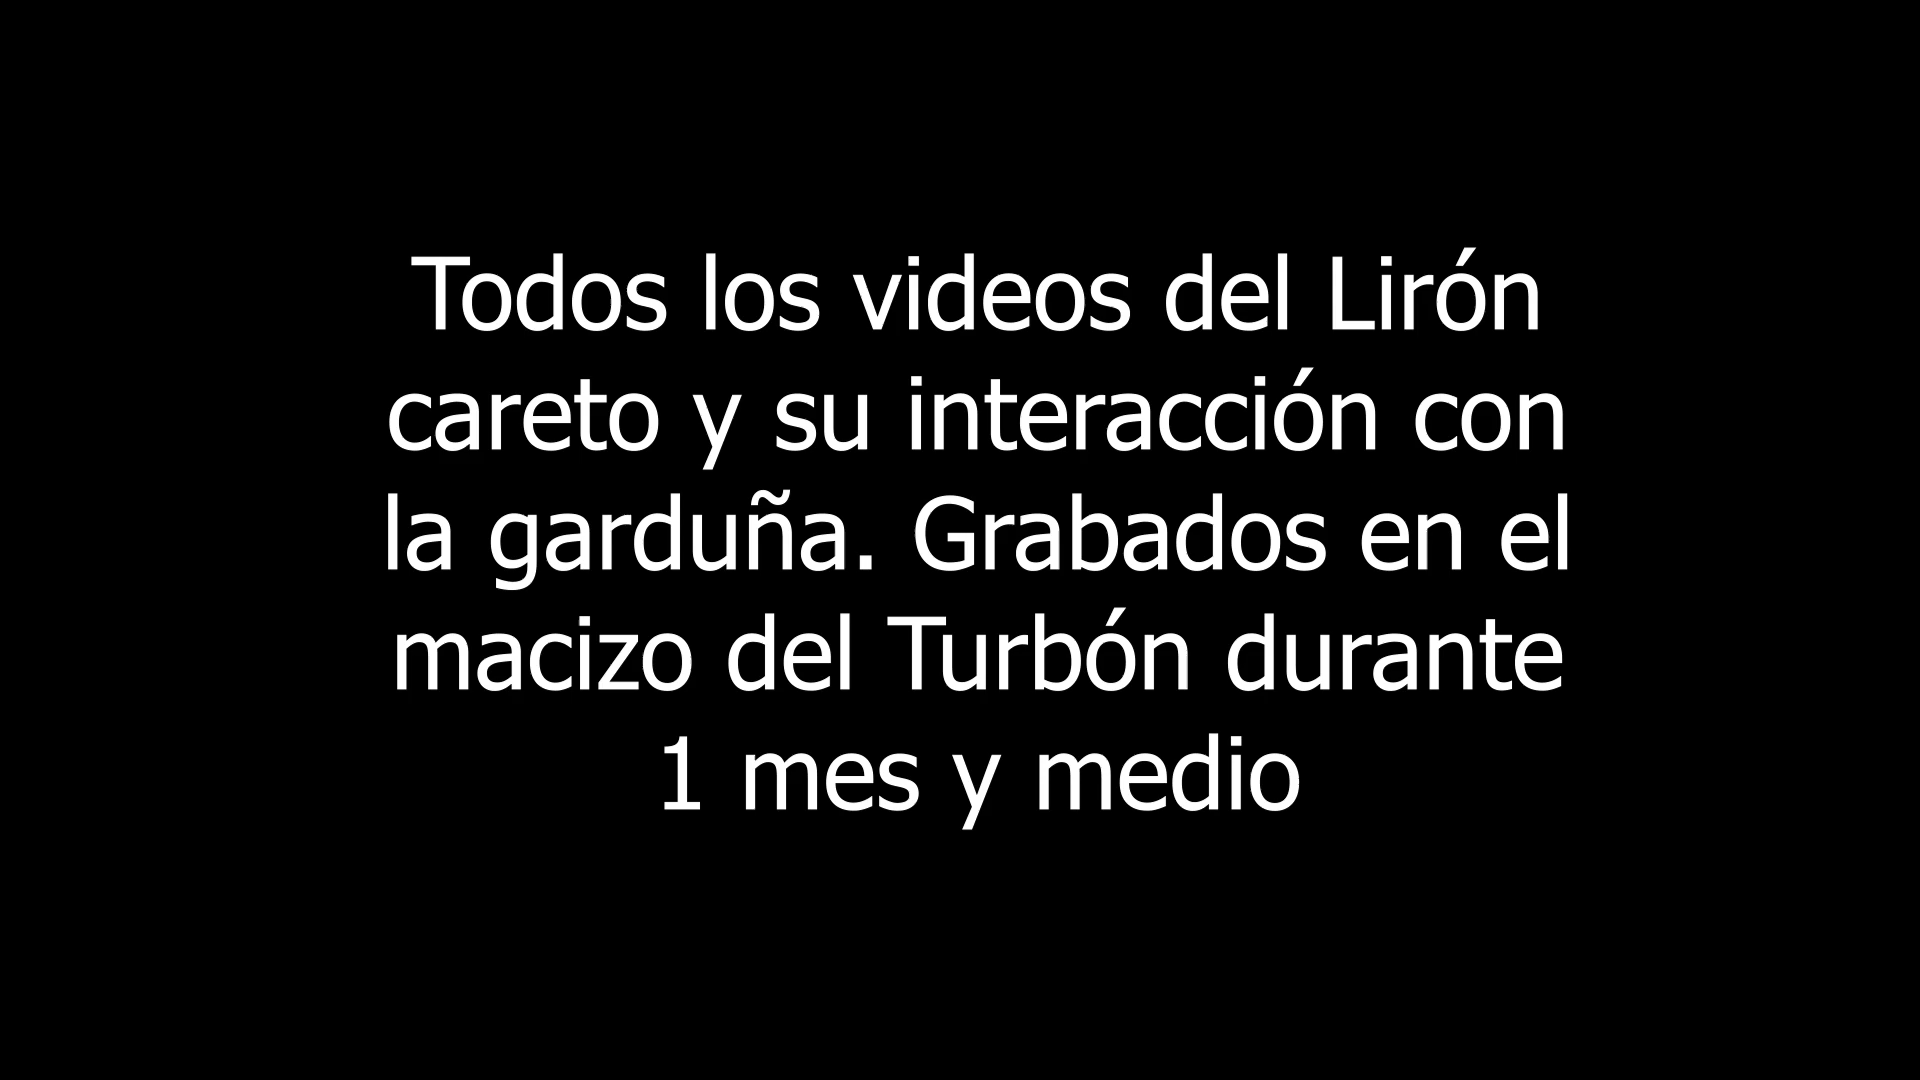 Todos los videos del Lirón
careto y su interacción con
la garduña. Grabados en el
macizo del Turbón durante
1 mes y medio